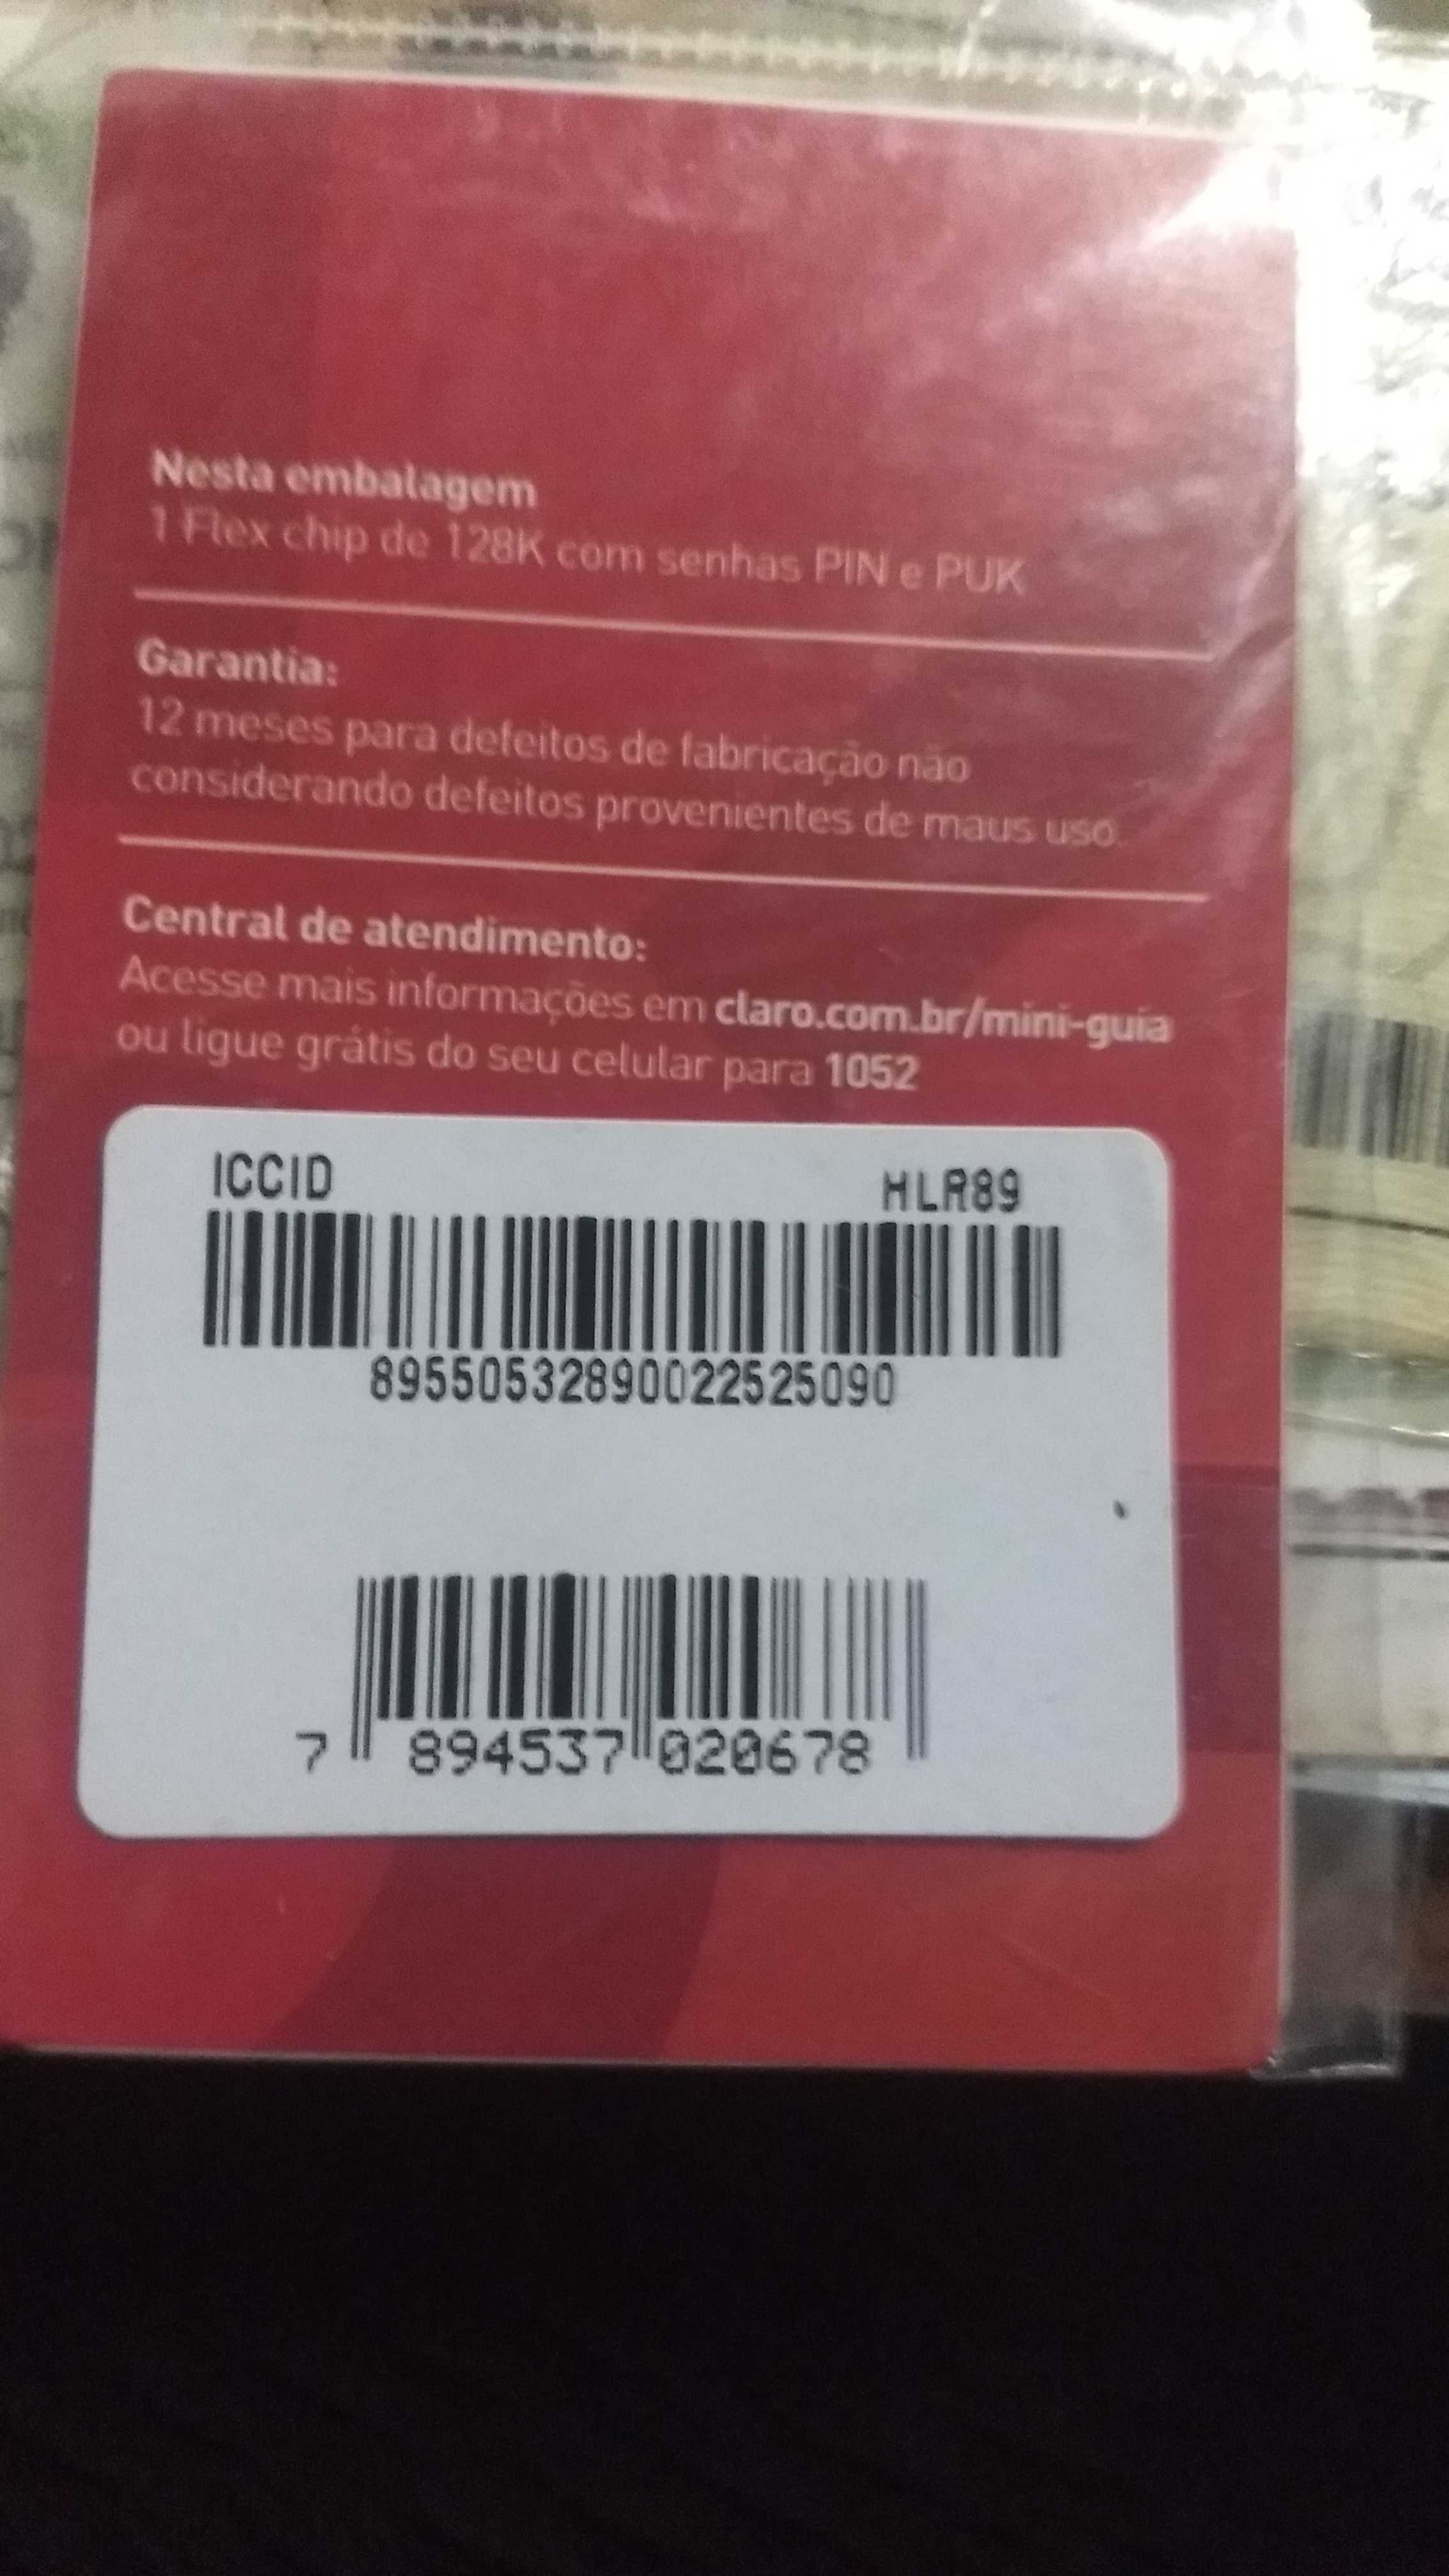 Nesta embalagem
1 Flex chip de 128K com senhas PIN e PUK
Garantia:
12 meses para defeitos de fabricação não
considerando defeitos provenientes de maus uso.
Central de atendimento:
Acesse mais informações em claro.com.br/mini-guia
ou ligue grátis do seu celular para 1052
ICCID HLR89
89550532890022525090
7 894537 020678